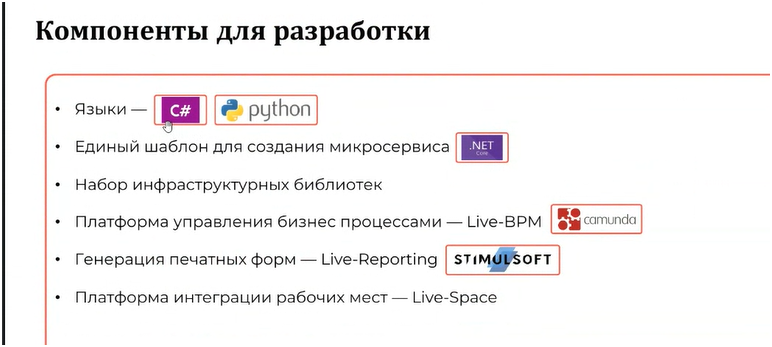 Компоненты для разработки
• Языки — C# python
• Единый шаблон для создания микросервиса .NET Core
• Набор инфраструктурных библиотек
• Платформа управления бизнес процессами — Live-BPM camunda
• Генерация печатных форм — Live-Reporting STIMULSOFT
• Платформа интеграции рабочих мест — Live-Space